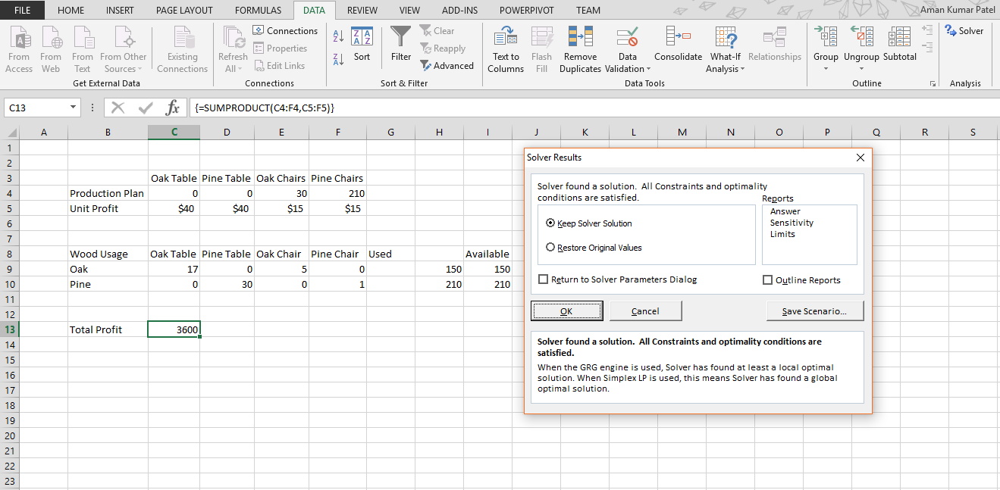 FILE HOME INSERT PAGE LAYOUT FORMULAS DATA REVIEW VIEW ADD-INS POWERPIVOT TEAM Aman Kumar Patel
From Access From Web From Text From Other Sources Existing Connections
Get External Data
Refresh All Connections Properties Edit Links
Connections
A Z Z A Z A A Z Sort Filter Clear Reapply Advanced
Sort & Filter
Text to Columns Flash Fill Remove Duplicates Data Validation Consolidate What-If Analysis Relationships
Data Tools
Group Ungroup Subtotal
Outline
Solver
Analysis
C13 fx {=SUMPRODUCT(C4:F4,C5:F5)}
A B C D E F G H I J K L M N O P Q R S
1
2
3 Oak Table Pine Table Oak Chairs Pine Chairs
4 Production Plan 0 0 30 210
5 Unit Profit $40 $40 $15 $15
6
7
8 Wood Usage Oak Table Pine Table Oak Chair Pine Chair Used Available
9 Oak 17 0 5 0 150 150
10 Pine 0 30 0 1 210 210
11
12
13 Total Profit 3600
14
15
16
17
18
19
20
21
22
23
Solver Results
Solver found a solution. All Constraints and optimality
conditions are satisfied.
Reports
Answer
Sensitivity
Limits
Keep Solver Solution
Restore Original Values
Return to Solver Parameters Dialog
Outline Reports
OK
Cancel
Save Scenario...
Solver found a solution. All Constraints and optimality conditions are
satisfied.
When the GRG engine is used, Solver has found at least a local optimal
solution. When Simplex LP is used, this means Solver has found a global
optimal solution.